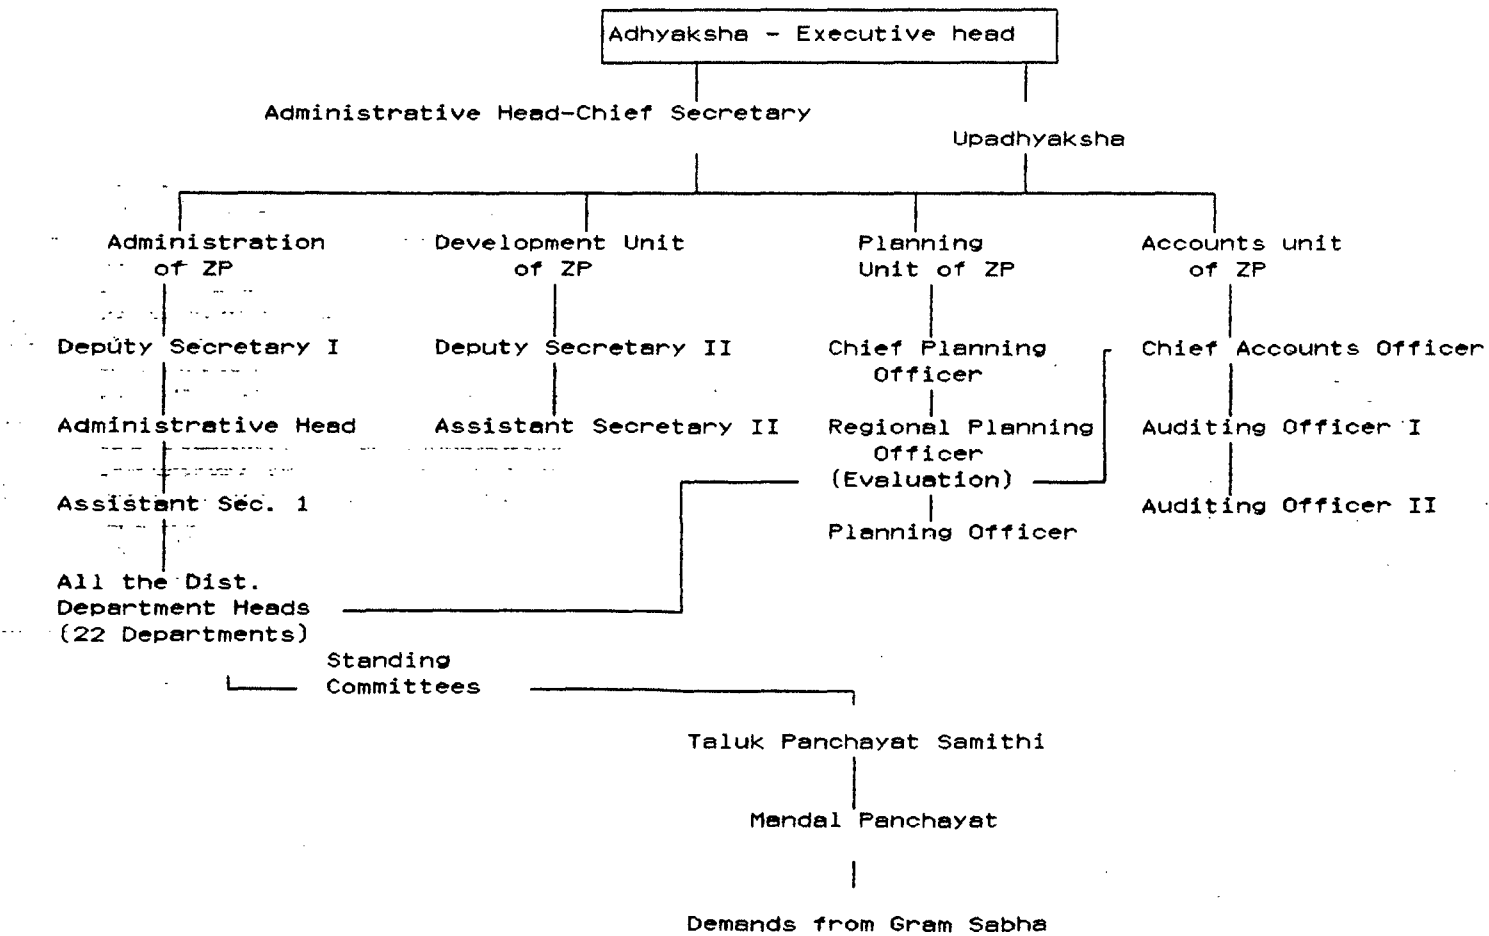 Adhyaksha - Executive head
Administrative Head-Chief Secretary
Upadhyaksha
Administration
of ZP
Development Unit
of ZP
Planning
Unit of ZP
Accounts unit
of ZP
Deputy Secretary I
Deputy Secretary II
Chief Planning
Officer
Chief Accounts Officer
Administrative Head
Assistant Secretary II
Regional Planning
Officer
(Evaluation)
Auditing Officer I
Assistant Sec. 1
Planning Officer
Auditing Officer II
All the Dist.
Department Heads
(22 Departments)
Standing
Committees
Taluk Panchayat Samithi
Mandal Panchayat
Demands from Gram Sabha